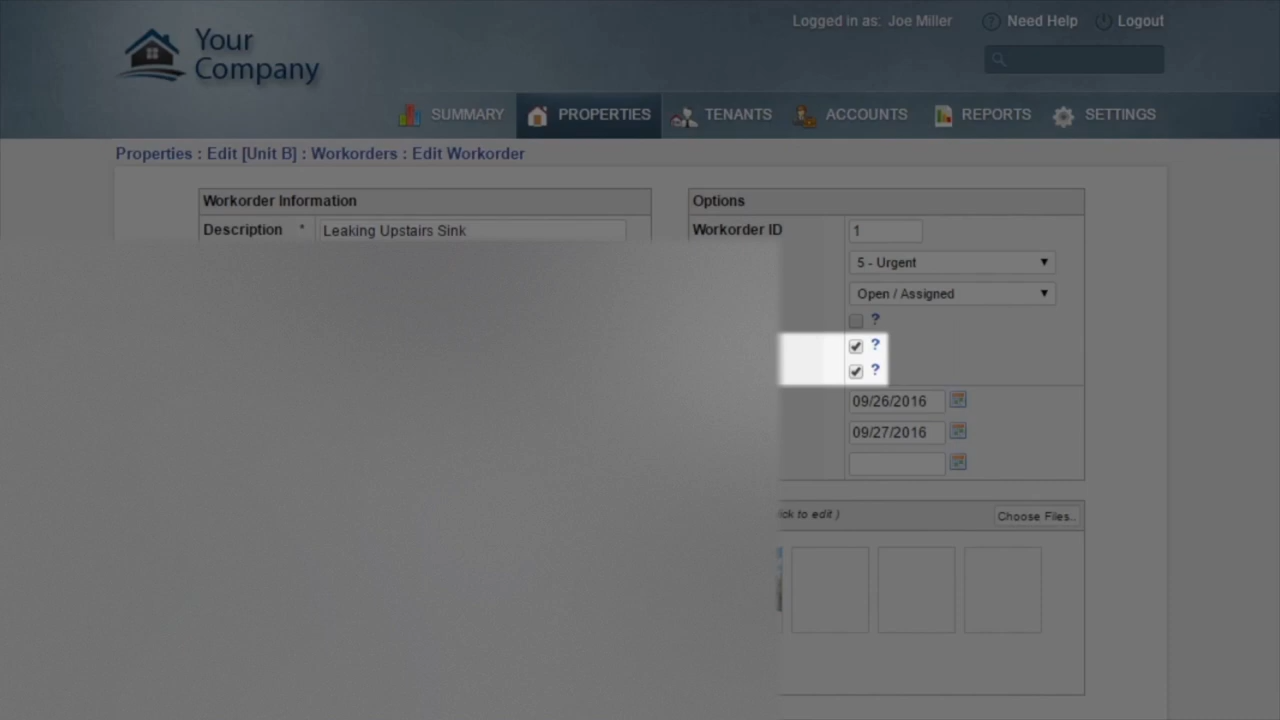 Logged in as: Joe Miller
? Need Help
Logout
Your
Company
SUMMARY
PROPERTIES
TENANTS
ACCOUNTS
REPORTS
SETTINGS
Properties : Edit [Unit B] : Workorders : Edit Workorder
Workorder Information
Description * Leaking Upstairs Sink
Options
Workorder ID 1
5 - Urgent
Open / Assigned
?
?
?
09/26/2016
09/27/2016
to edit )
Choose Files..